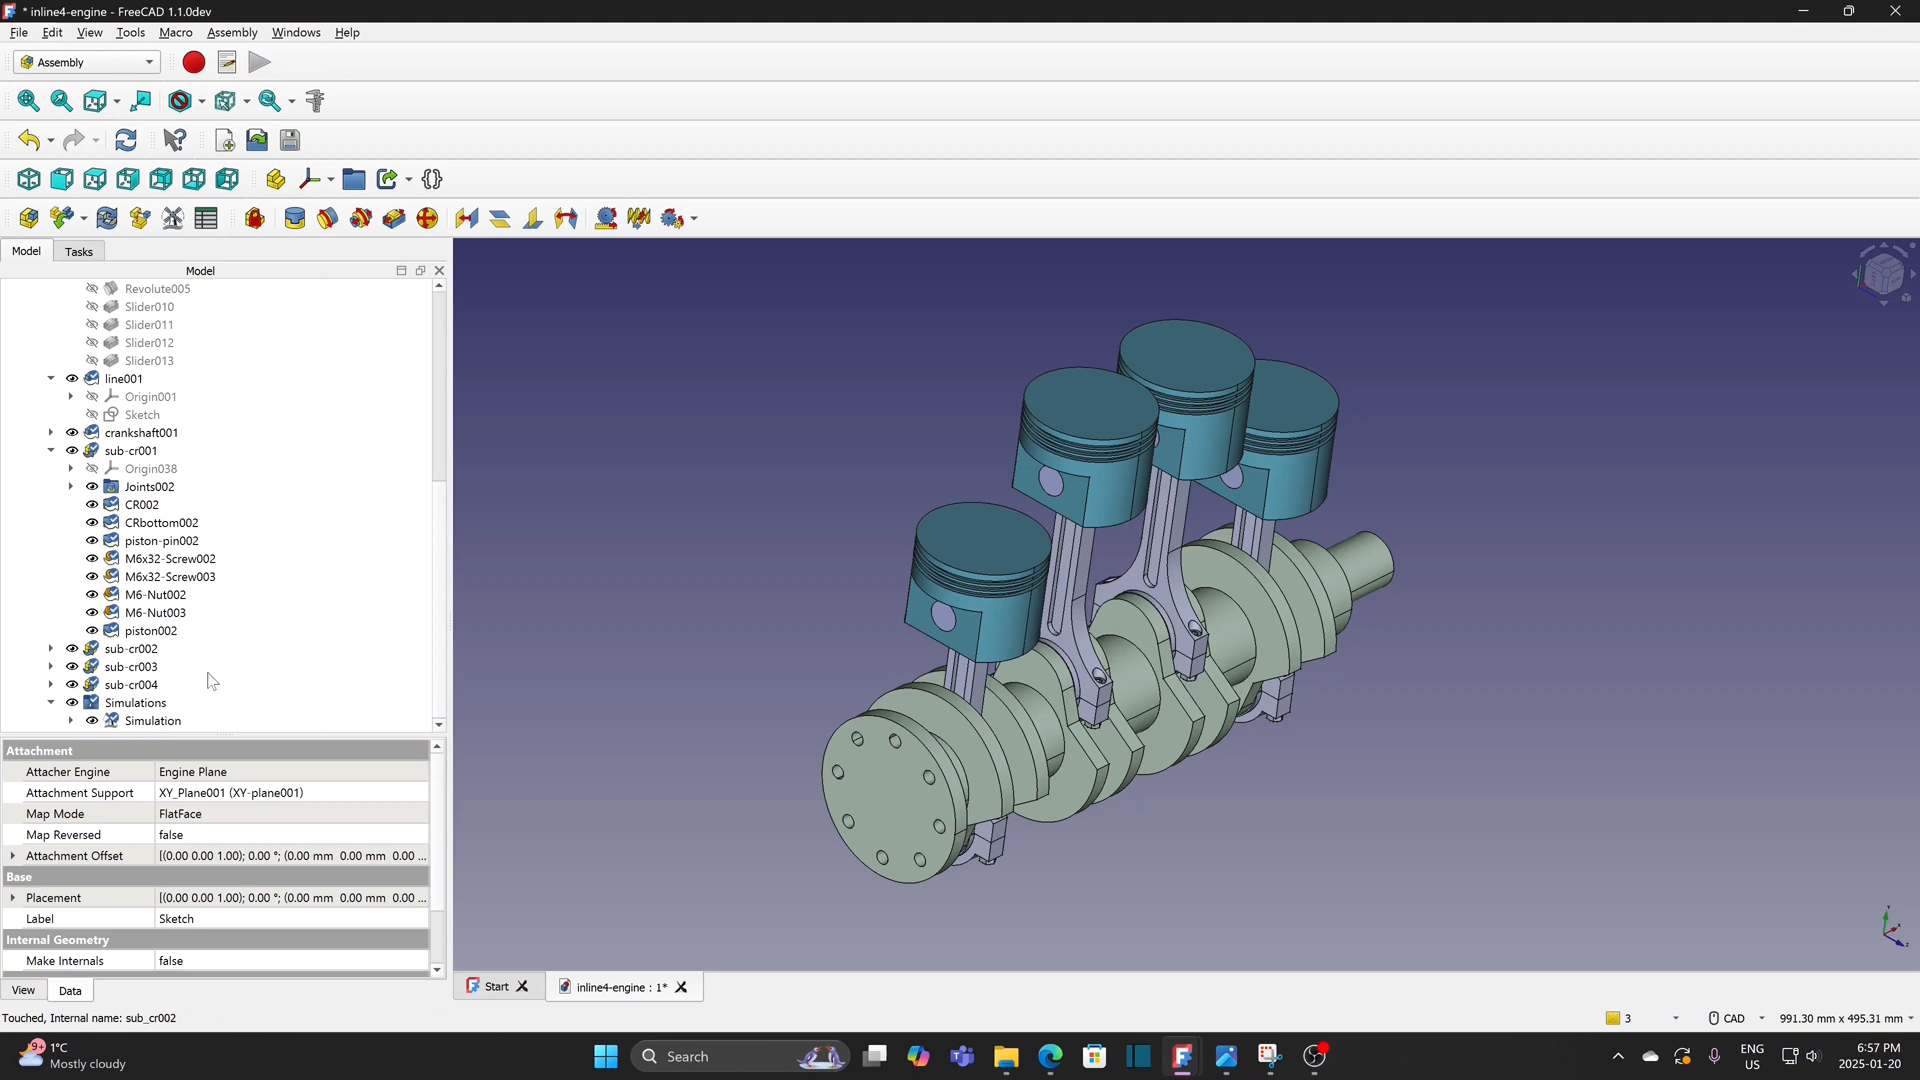 * inline4-engine - FreeCAD 1.1.0dev
File Edit View Tools Macro Assembly Windows Help
Assembly
Model Tasks
Model
Revolute005
Slider010
Slider011
Slider012
Slider013
line001
Origin001
Sketch
crankshaft001
sub-cr001
Origin038
Joints002
CR002
CRbottom002
piston-pin002
M6x32-Screw002
M6x32-Screw003
M6-Nut002
M6-Nut003
piston002
sub-cr002
sub-cr003
sub-cr004
Simulations
Simulation
Attachment
Attacher Engine Engine Plane
Attachment Support XY_Plane001 (XY-plane001)
Map Mode FlatFace
Map Reversed false
Attachment Offset [(0.00 0.00 1.00); 0.00 °; (0.00 mm 0.00 mm 0.00 ...
Base
Placement [(0.00 0.00 1.00); 0.00 °; (0.00 mm 0.00 mm 0.00 ...
Label Sketch
Internal Geometry
Make Internals false
View Data
Start inline4-engine : 1*
Touched, Internal name: sub_cr002
3 CAD 991.30 mm x 495.31 mm
9+ 1°C
Mostly cloudy
Search
ENG
US
6:57 PM
2025-01-20